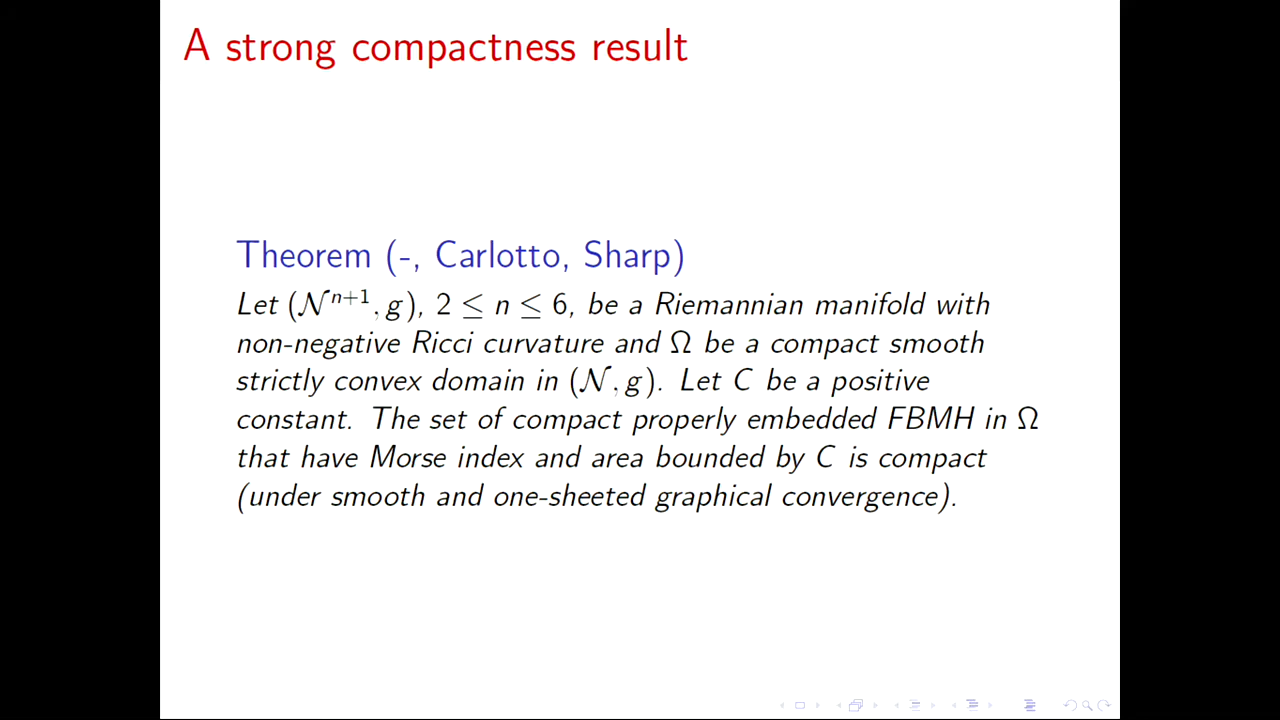 A strong compactness result
Theorem (-, Carlotto, Sharp)
Let (𝒩ⁿ⁺¹, g), 2 ≤ n ≤ 6, be a Riemannian manifold with
non-negative Ricci curvature and Ω be a compact smooth
strictly convex domain in (𝒩, g). Let C be a positive
constant. The set of compact properly embedded FBMH in Ω
that have Morse index and area bounded by C is compact
(under smooth and one-sheeted graphical convergence).